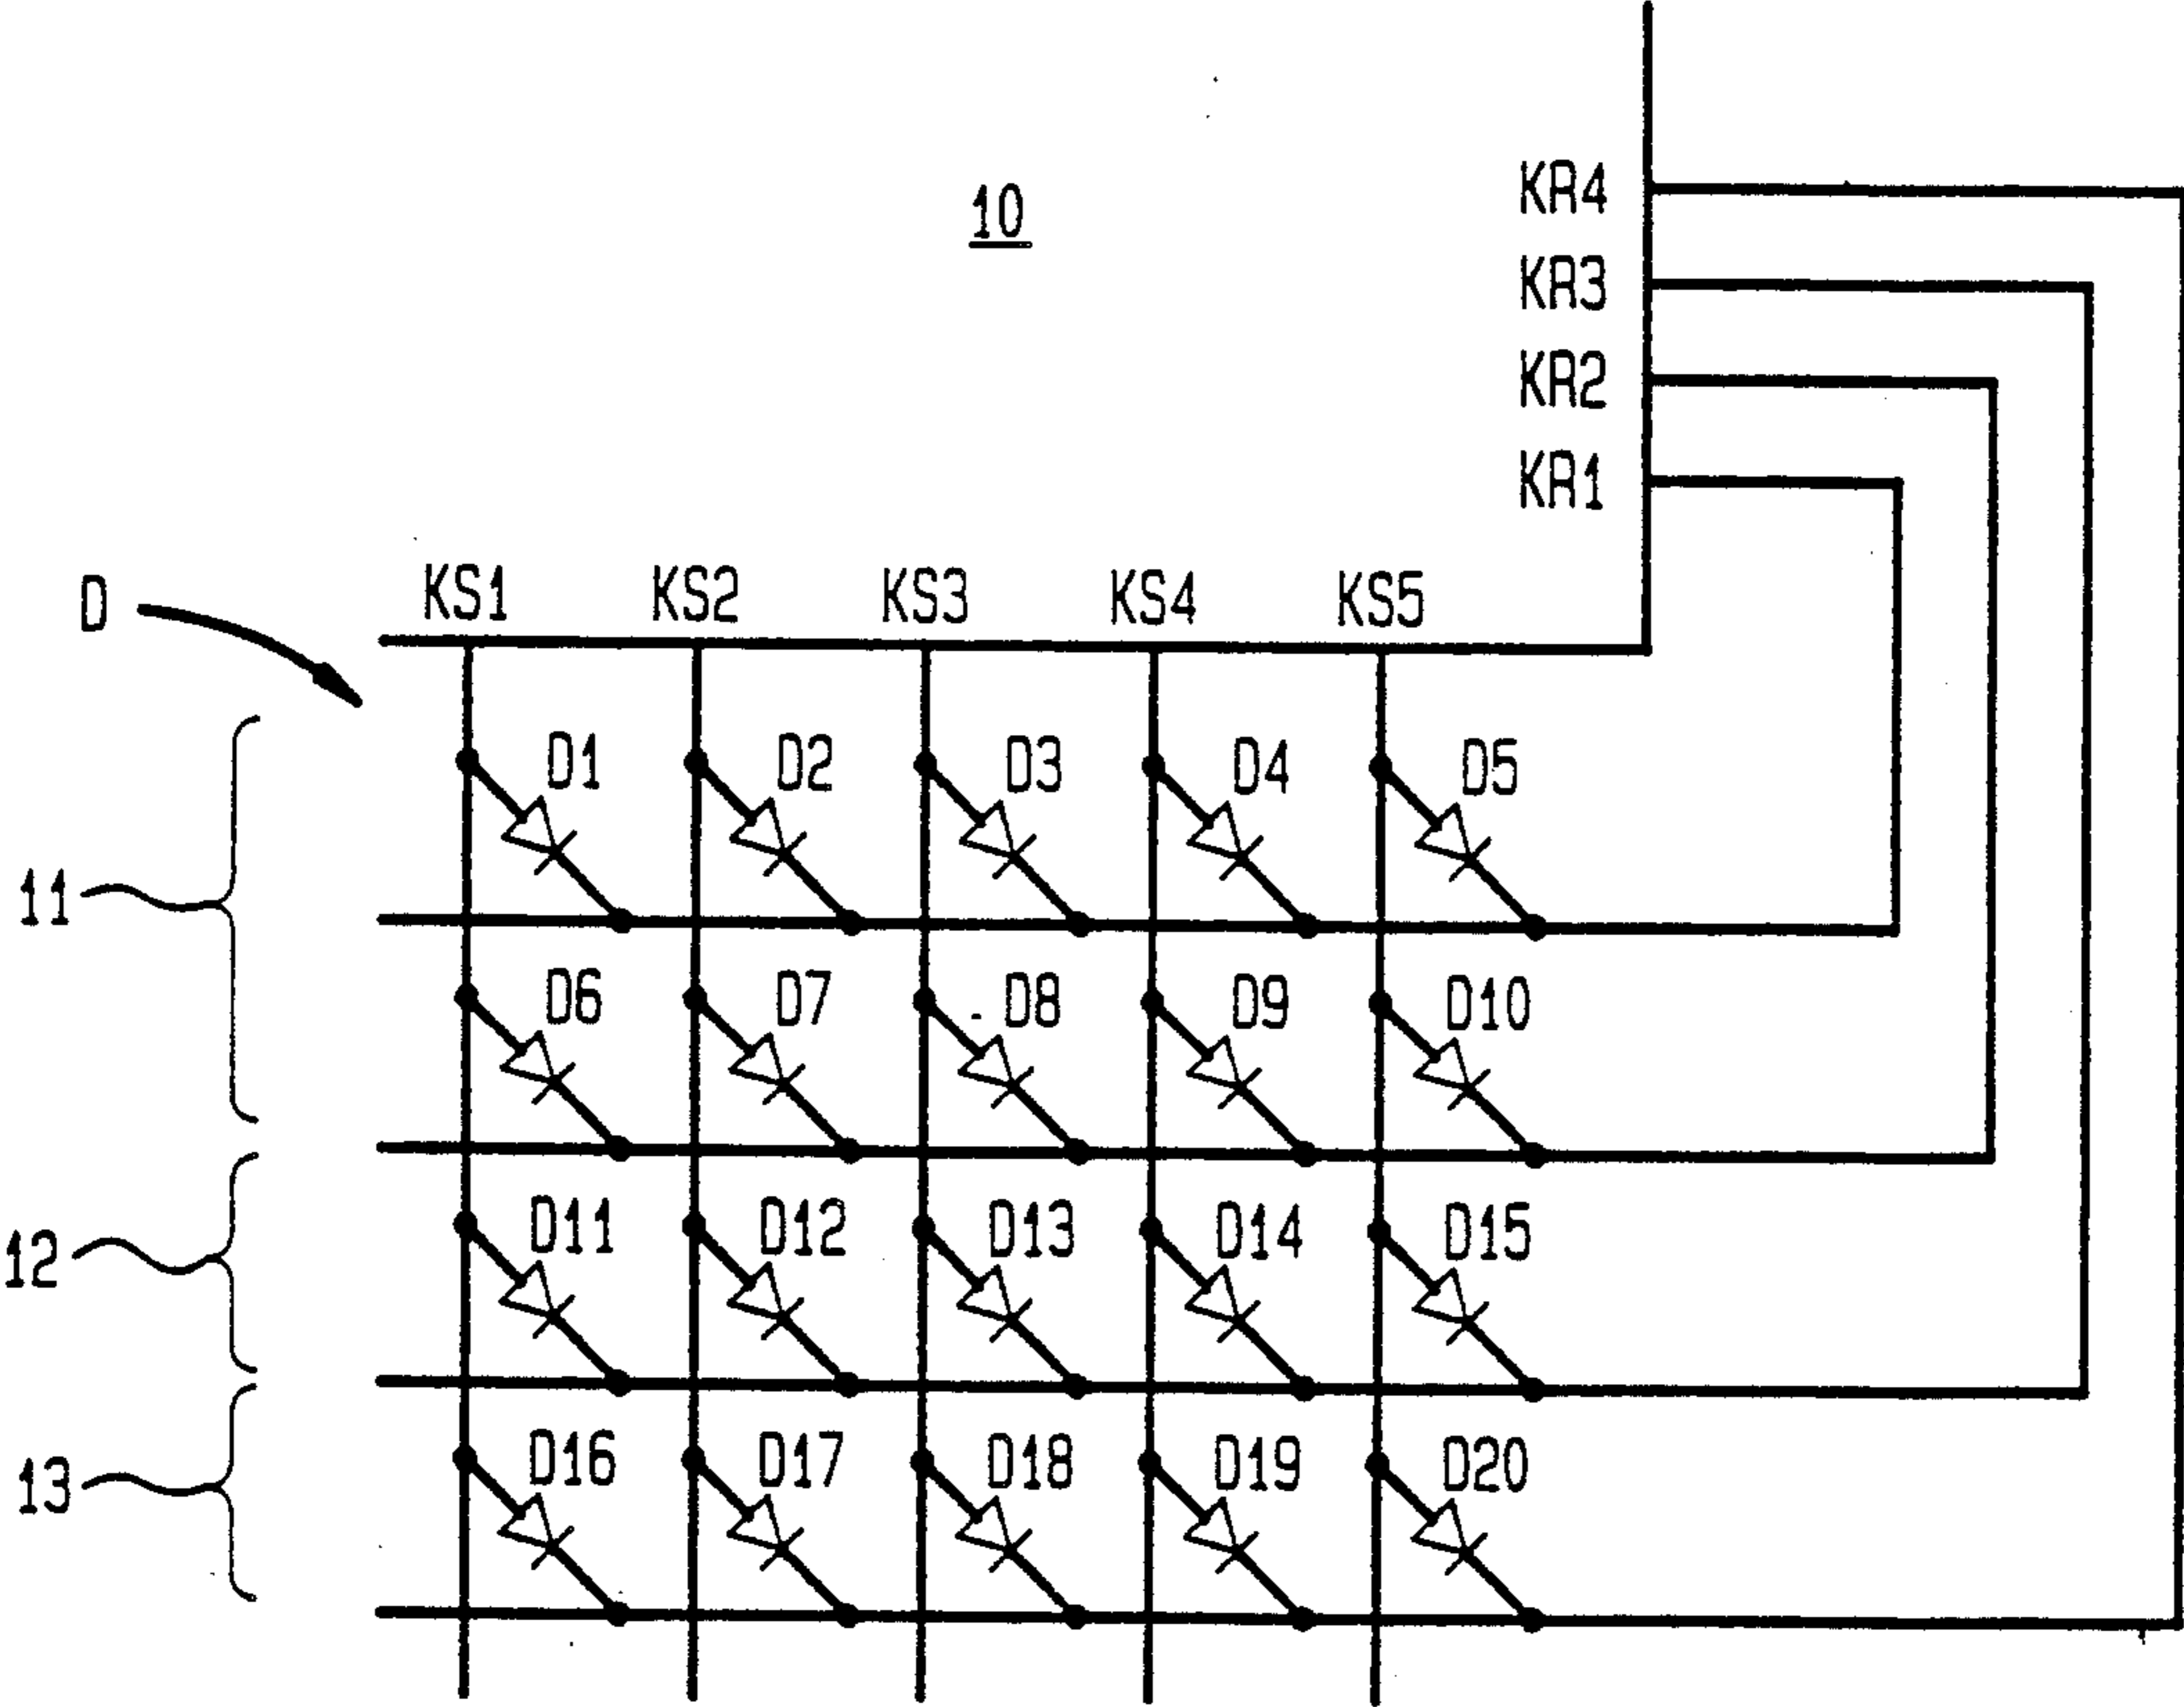 10
KR4
KR3
KR2
KR1
D
KS1 KS2 KS3 KS4 KS5
D1 D2 D3 D4 D5
11
D6 D7 D8 D9 D10
D11 D12 D13 D14 D15
12
D16 D17 D18 D19 D20
13